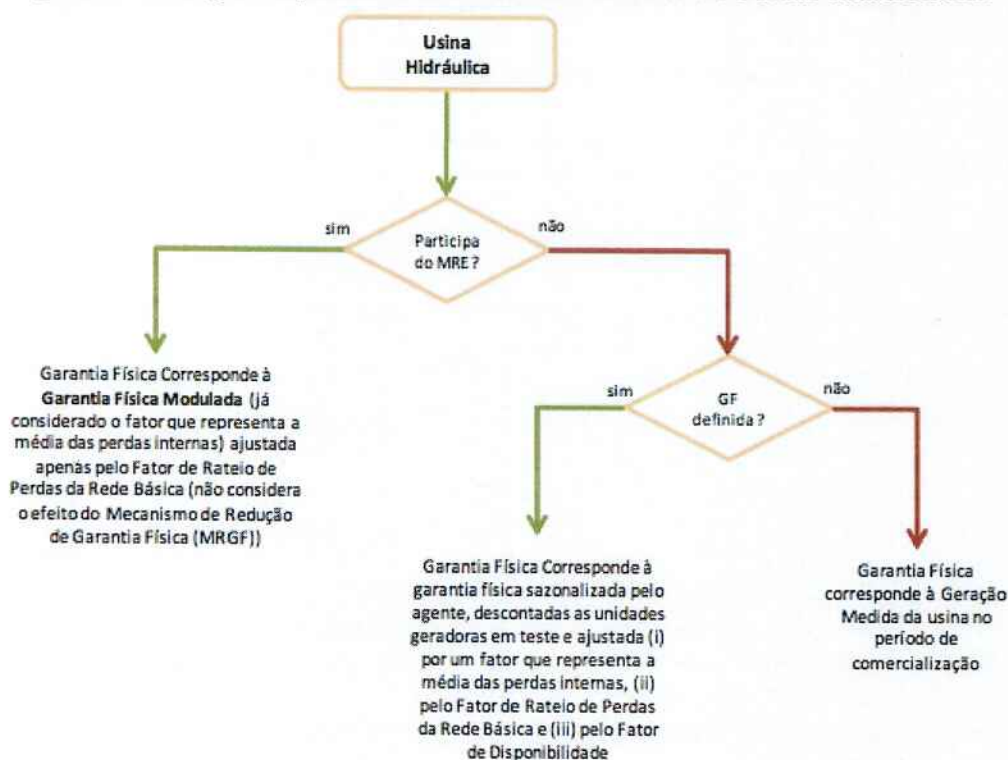 Usina
Hidráulica
sim
não
Participa
do MRE?
Garantia Física Corresponde à
Garantia Física Modulada (já
considerado o fator que representa a
média das perdas internas) ajustada
apenas pelo Fator de Rateio de
Perdas da Rede Básica (não considera
o efeito do Mecanismo de Redução
de Garantia Física (MRGF))
sim
não
GF
definida?
Garantia Física Corresponde à
garantia física sazonalizada pelo
agente, descontadas as unidades
geradoras em teste e ajustada (i)
por um fator que representa a
média das perdas internas, (ii)
pelo Fator de Rateio de Perdas
da Rede Básica e (iii) pelo Fator
de Disponibilidade
Garantia Física
corresponde à Geração
Medida da usina no
período de
comercialização